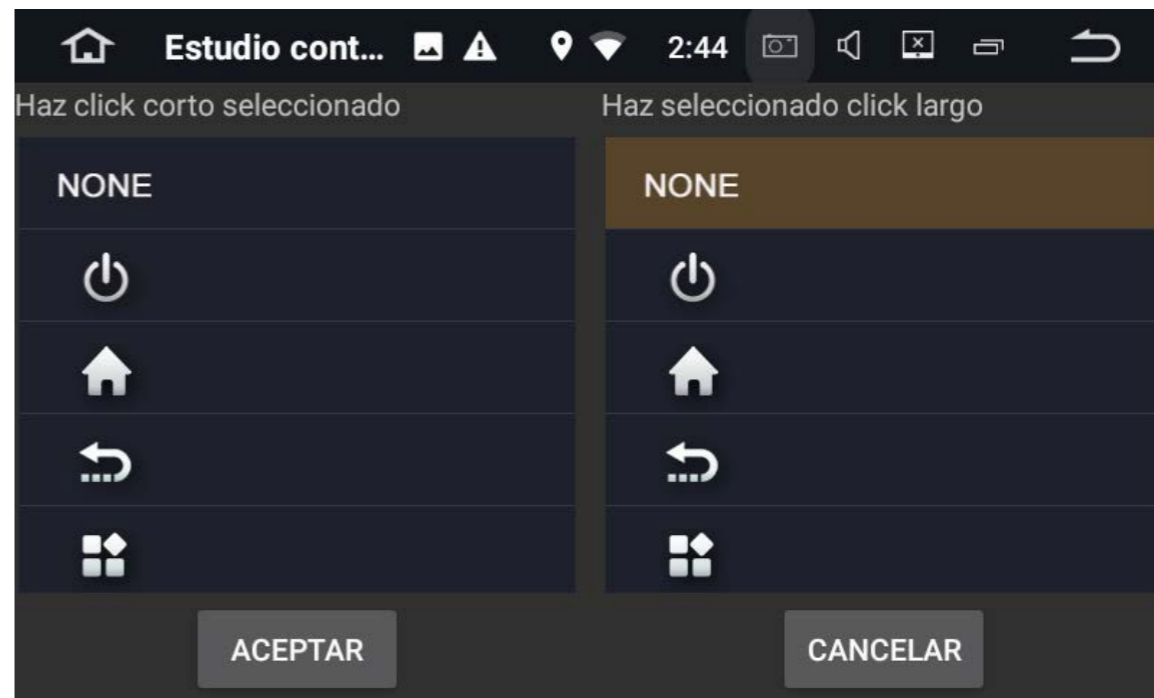 Estudio cont... 2:44
Haz click corto seleccionado
Haz seleccionado click largo
NONE
NONE
ACEPTAR
CANCELAR